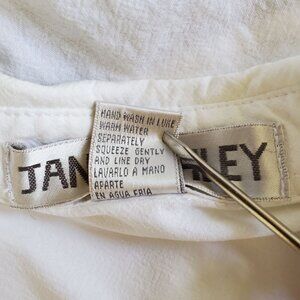 HAND WASH IN LUKE
WARM WATER
SEPARATELY
SQUEEZE GENTLY
AND LINE DRY
LAVARLO A MANO
APARTE
EN AGUA FRIA
JAN
HLEY